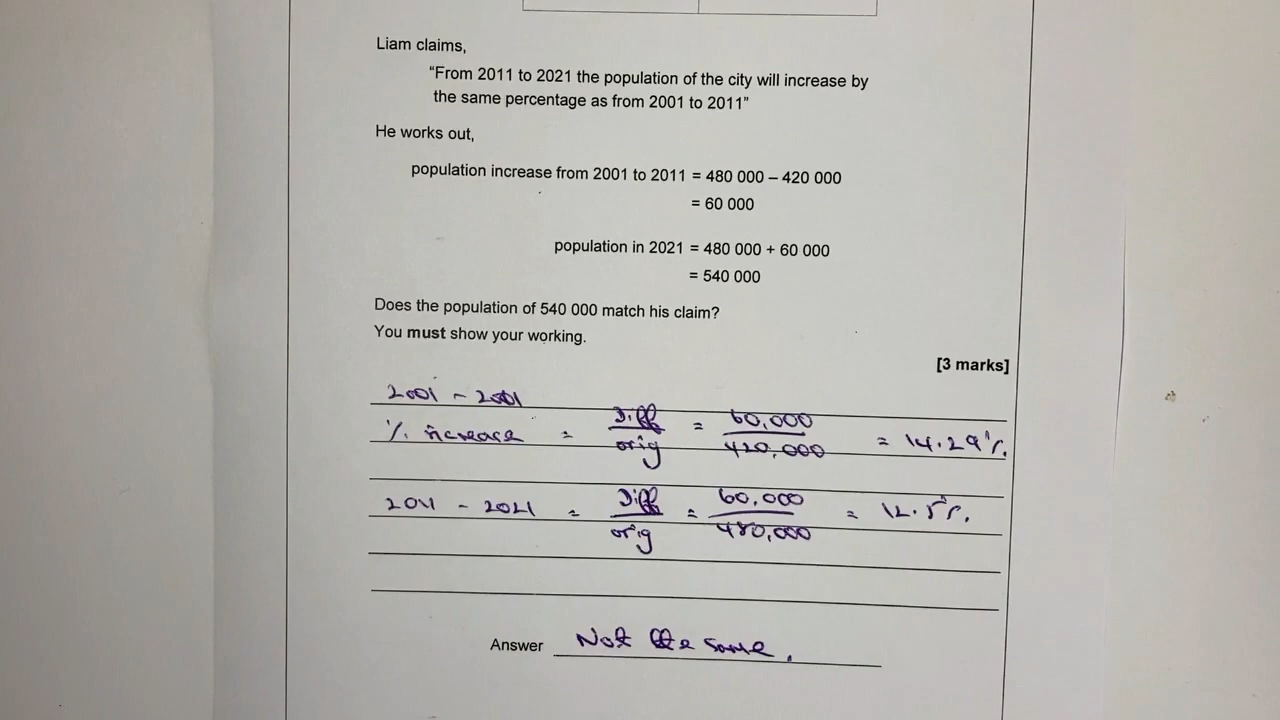 Liam claims,
"From 2011 to 2021 the population of the city will increase by
the same percentage as from 2001 to 2011"
He works out,
population increase from 2001 to 2011 = 480 000 – 420 000
= 60 000
population in 2021 = 480 000 + 60 000
= 540 000
Does the population of 540 000 match his claim?
You must show your working.
[3 marks]
2001 - 2001
% increase = Diff/orig = 60,000/420,000 = 14.29%.
2011 - 2021 = Diff/orig = 60,000/480,000 = 12.5%.
Answer Not the same.